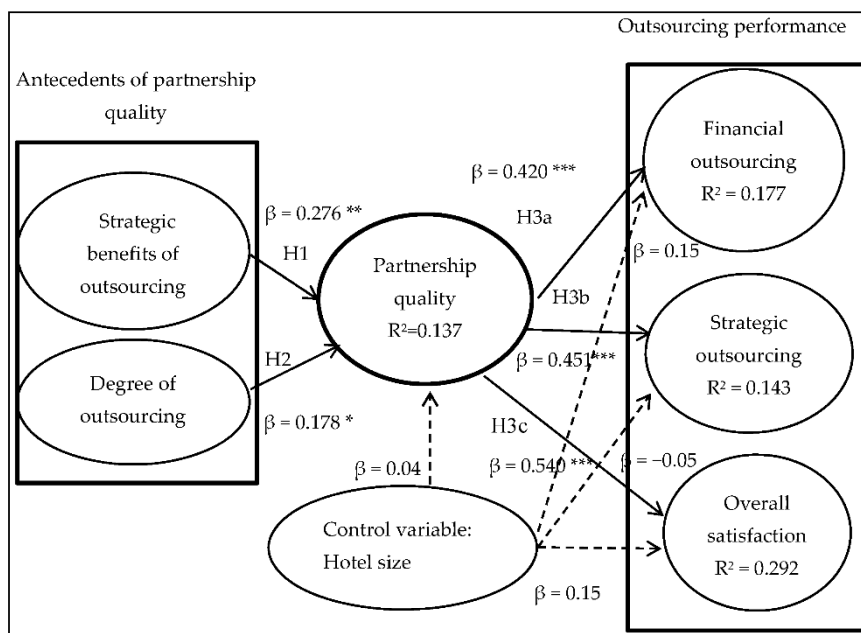 Outsourcing performance
Antecedents of partnership
quality
Financial
outsourcing
R² = 0.177
β = 0.420 ***
H3a
Strategic
benefits of
outsourcing
β = 0.276 **
H1
Partnership
quality
R²=0.137
β = 0.15
H3b
β = 0.451***
Strategic
outsourcing
R² = 0.143
H2
Degree of
outsourcing
β = 0.178 *
H3c
β = 0.04
β = 0.540 ***
β = −0.05
Control variable:
Hotel size
Overall
satisfaction
R² = 0.292
β = 0.15